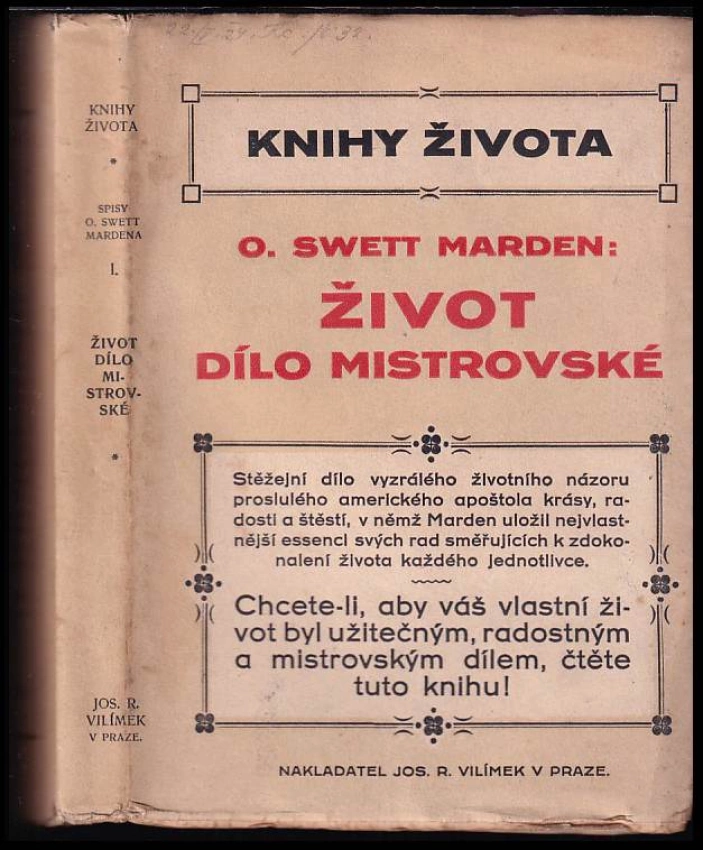 KNIHY
ŽIVOTA
SPISY
O. SWETT
MARDENA
I.
ŽIVOT
DÍLO
MI-
STROV-
SKÉ
JOS. R.
VILÍMEK
V PRAZE.
KNIHY ŽIVOTA
O. SWETT MARDEN:
ŽIVOT
DÍLO MISTROVSKÉ
Stěžejní dílo vyzrálého životního názoru
proslulého amerického apoštola krásy, ra-
dosti a štěstí, v němž Marden uložil nejvlast-
nější essenci svých rad směřujících k zdoko-
nalení života každého jednotlivce.
Chcete-li, aby váš vlastní ži-
vot byl užitečným, radostným
a mistrovským dílem, čtěte
tuto knihu!
NAKLADATEL JOS. R. VILÍMEK V PRAZE.